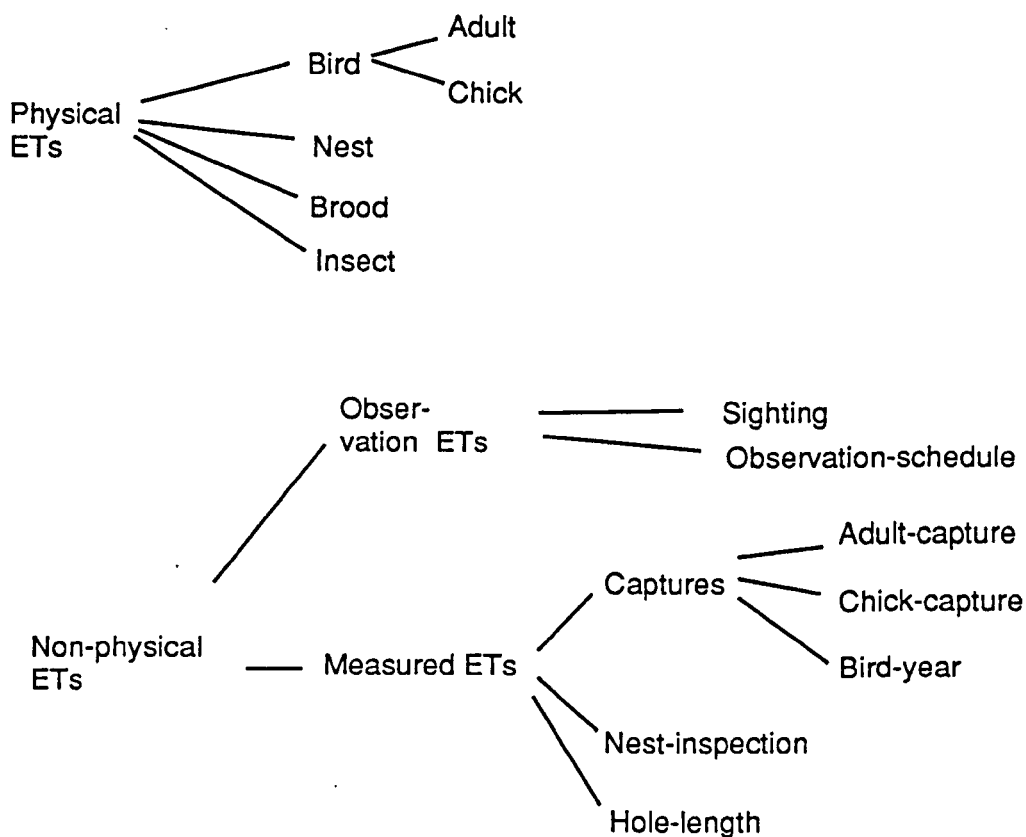 Adult
Bird
Chick
Physical
ETs
Nest
Brood
Insect
Obser-
vation ETs
Sighting
Observation-schedule
Adult-capture
Captures
Chick-capture
Non-physical
ETs
Measured ETs
Bird-year
Nest-inspection
Hole-length